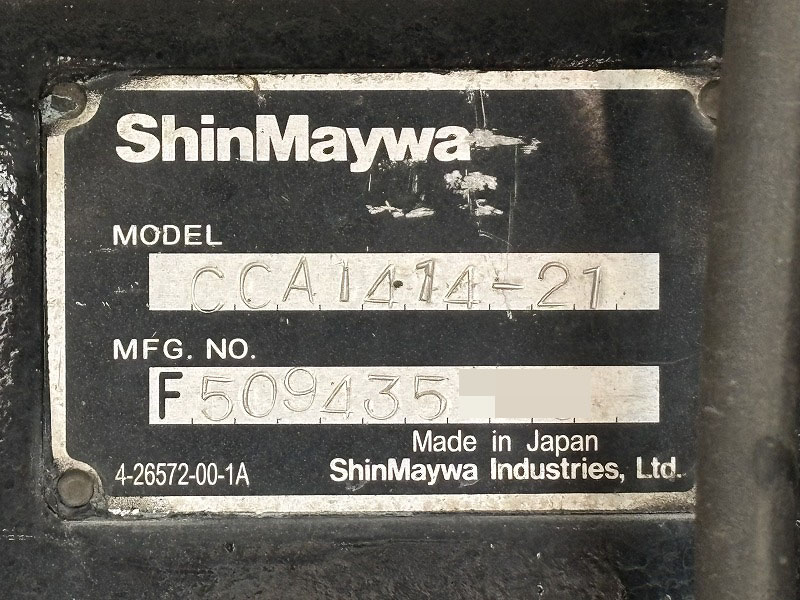 ShinMaywa
MODEL
CCA1414-21
MFG. NO.
F509435
Made in Japan
4-26572-00-1A ShinMaywa Industries, Ltd.